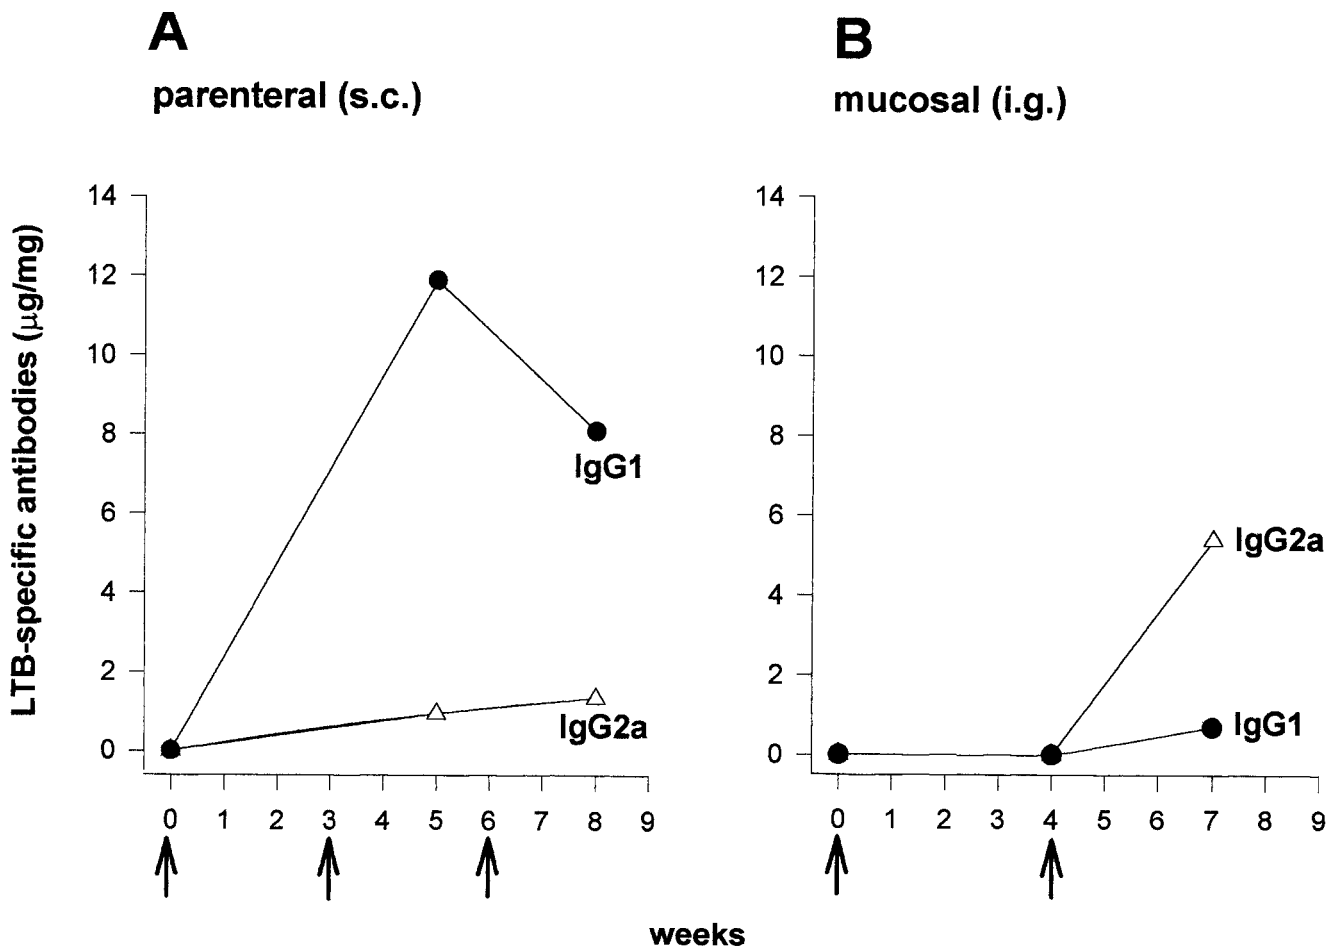 A
parenteral (s.c.)
B
mucosal (i.g.)
LTB-specific antibodies (μg/mg)
14
12
10
8
6
4
2
0
IgG1
IgG2a
0 1 2 3 4 5 6 7 8 9
14
12
10
8
6
4
2
0
IgG2a
IgG1
0 1 2 3 4 5 6 7 8 9
weeks